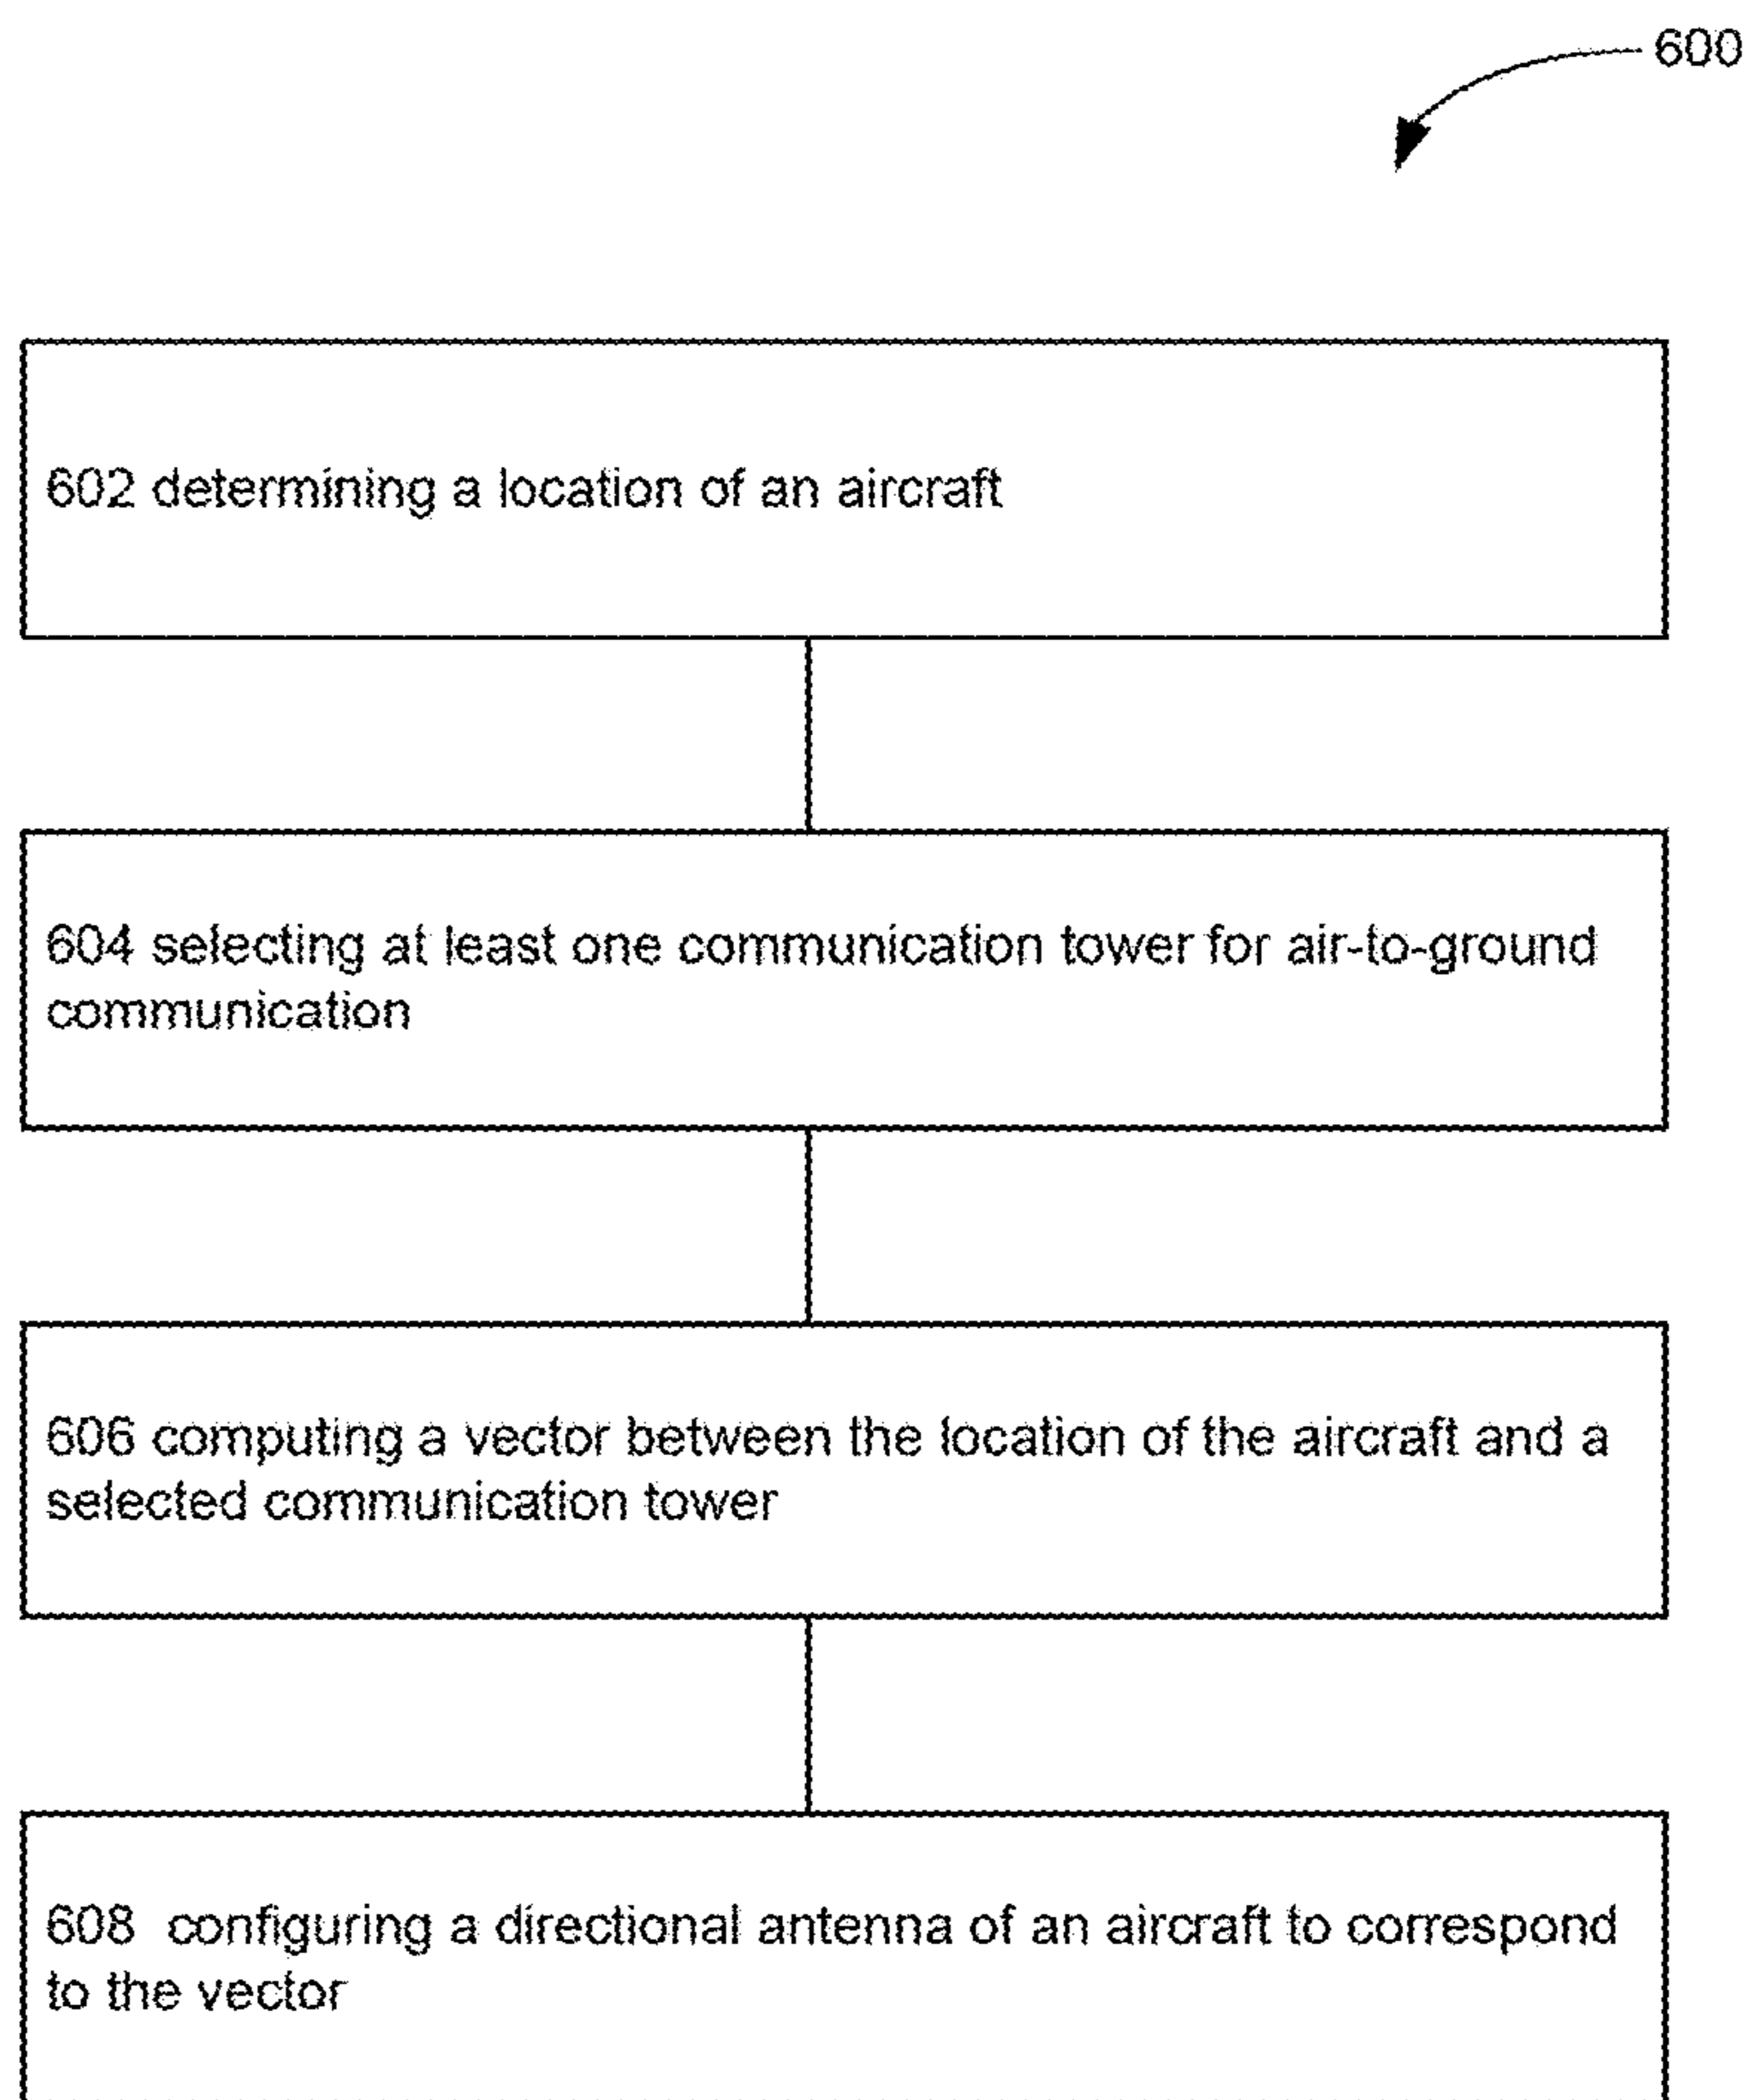 600
602 determining a location of an aircraft
604 selecting at least one communication tower for air-to-ground
communication
606 computing a vector between the location of the aircraft and a
selected communication tower
608 configuring a directional antenna of an aircraft to correspond
to the vector